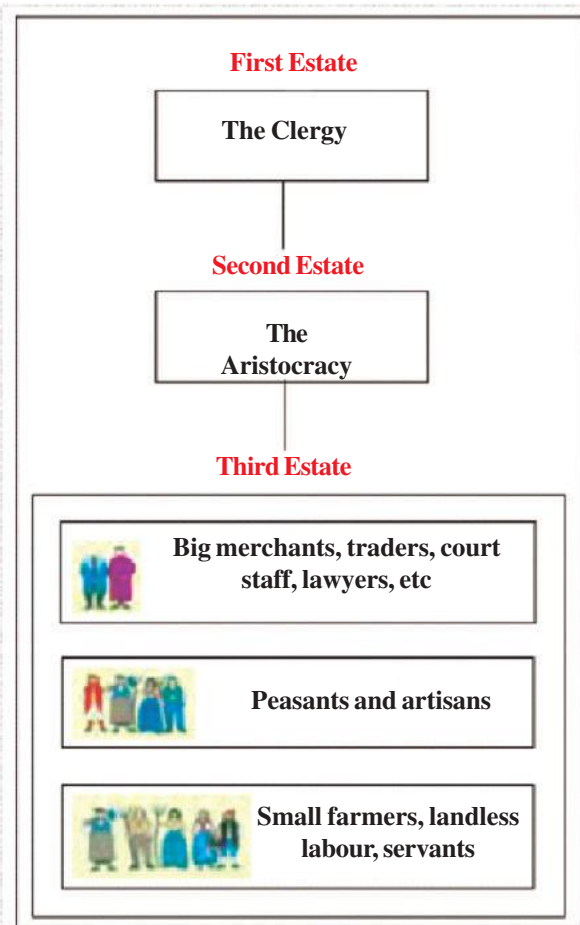 First Estate
The Clergy
Second Estate
The
Aristocracy
Third Estate
Big merchants, traders, court
staff, lawyers, etc
Peasants and artisans
Small farmers, landless
labour, servants